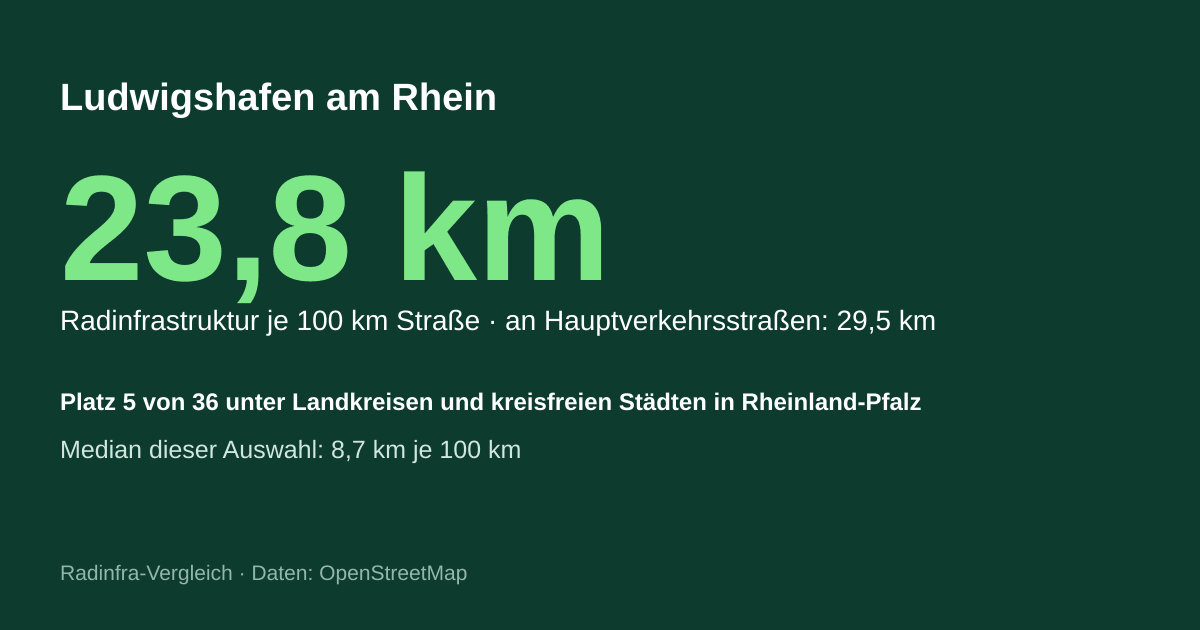 Ludwigshafen am Rhein
23,8 km
Radinfrastruktur je 100 km Straße · an Hauptverkehrsstraßen: 29,5 km
Platz 5 von 36 unter Landkreisen und kreisfreien Städten in Rheinland-Pfalz
Median dieser Auswahl: 8,7 km je 100 km
Radinfra-Vergleich · Daten: OpenStreetMap